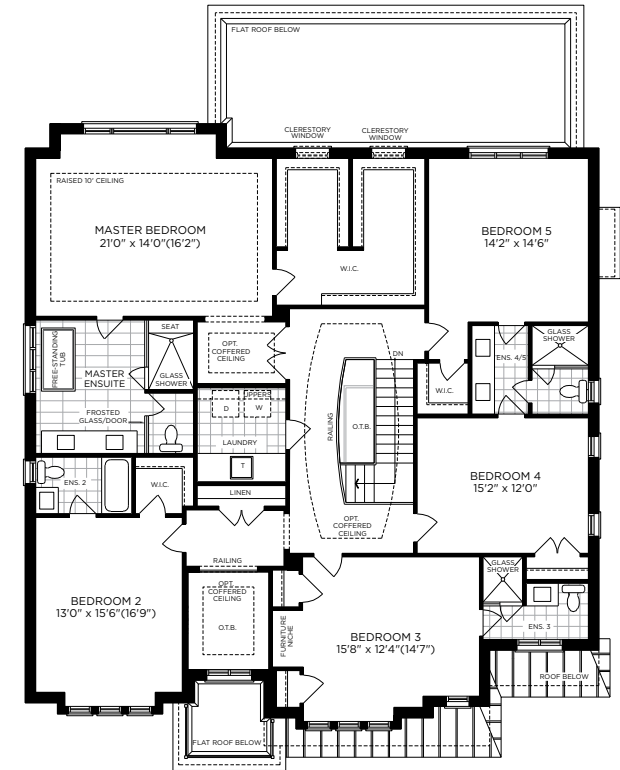 FLAT ROOF BELOW
CLERESTORY
WINDOW
CLERESTORY
WINDOW
RAISED 10' CEILING
MASTER BEDROOM
21'0" x 14'0"(16'2")
BEDROOM 5
14'2" x 14'6"
W.I.C.
SEAT
FREE-STANDING
TUB
MASTER
ENSUITE
GLASS
SHOWER
FROSTED
GLASS/DOOR
OPT.
COFFERED
CEILING
UPPERS
D
W
LAUNDRY
T
LINEN
DN
RAILING
O.T.B.
OPT.
COFFERED
CEILING
W.I.C.
ENS. 4/5
GLASS
SHOWER
BEDROOM 4
15'2" x 12'0"
ENS. 2
W.I.C.
RAILING
BEDROOM 2
13'0" x 15'6"(16'9")
OPT.
COFFERED
CEILING
O.T.B.
FURNITURE
NICHE
BEDROOM 3
15'8" x 12'4"(14'7")
GLASS
SHOWER
ENS. 3
ROOF BELOW
FLAT ROOF BELOW